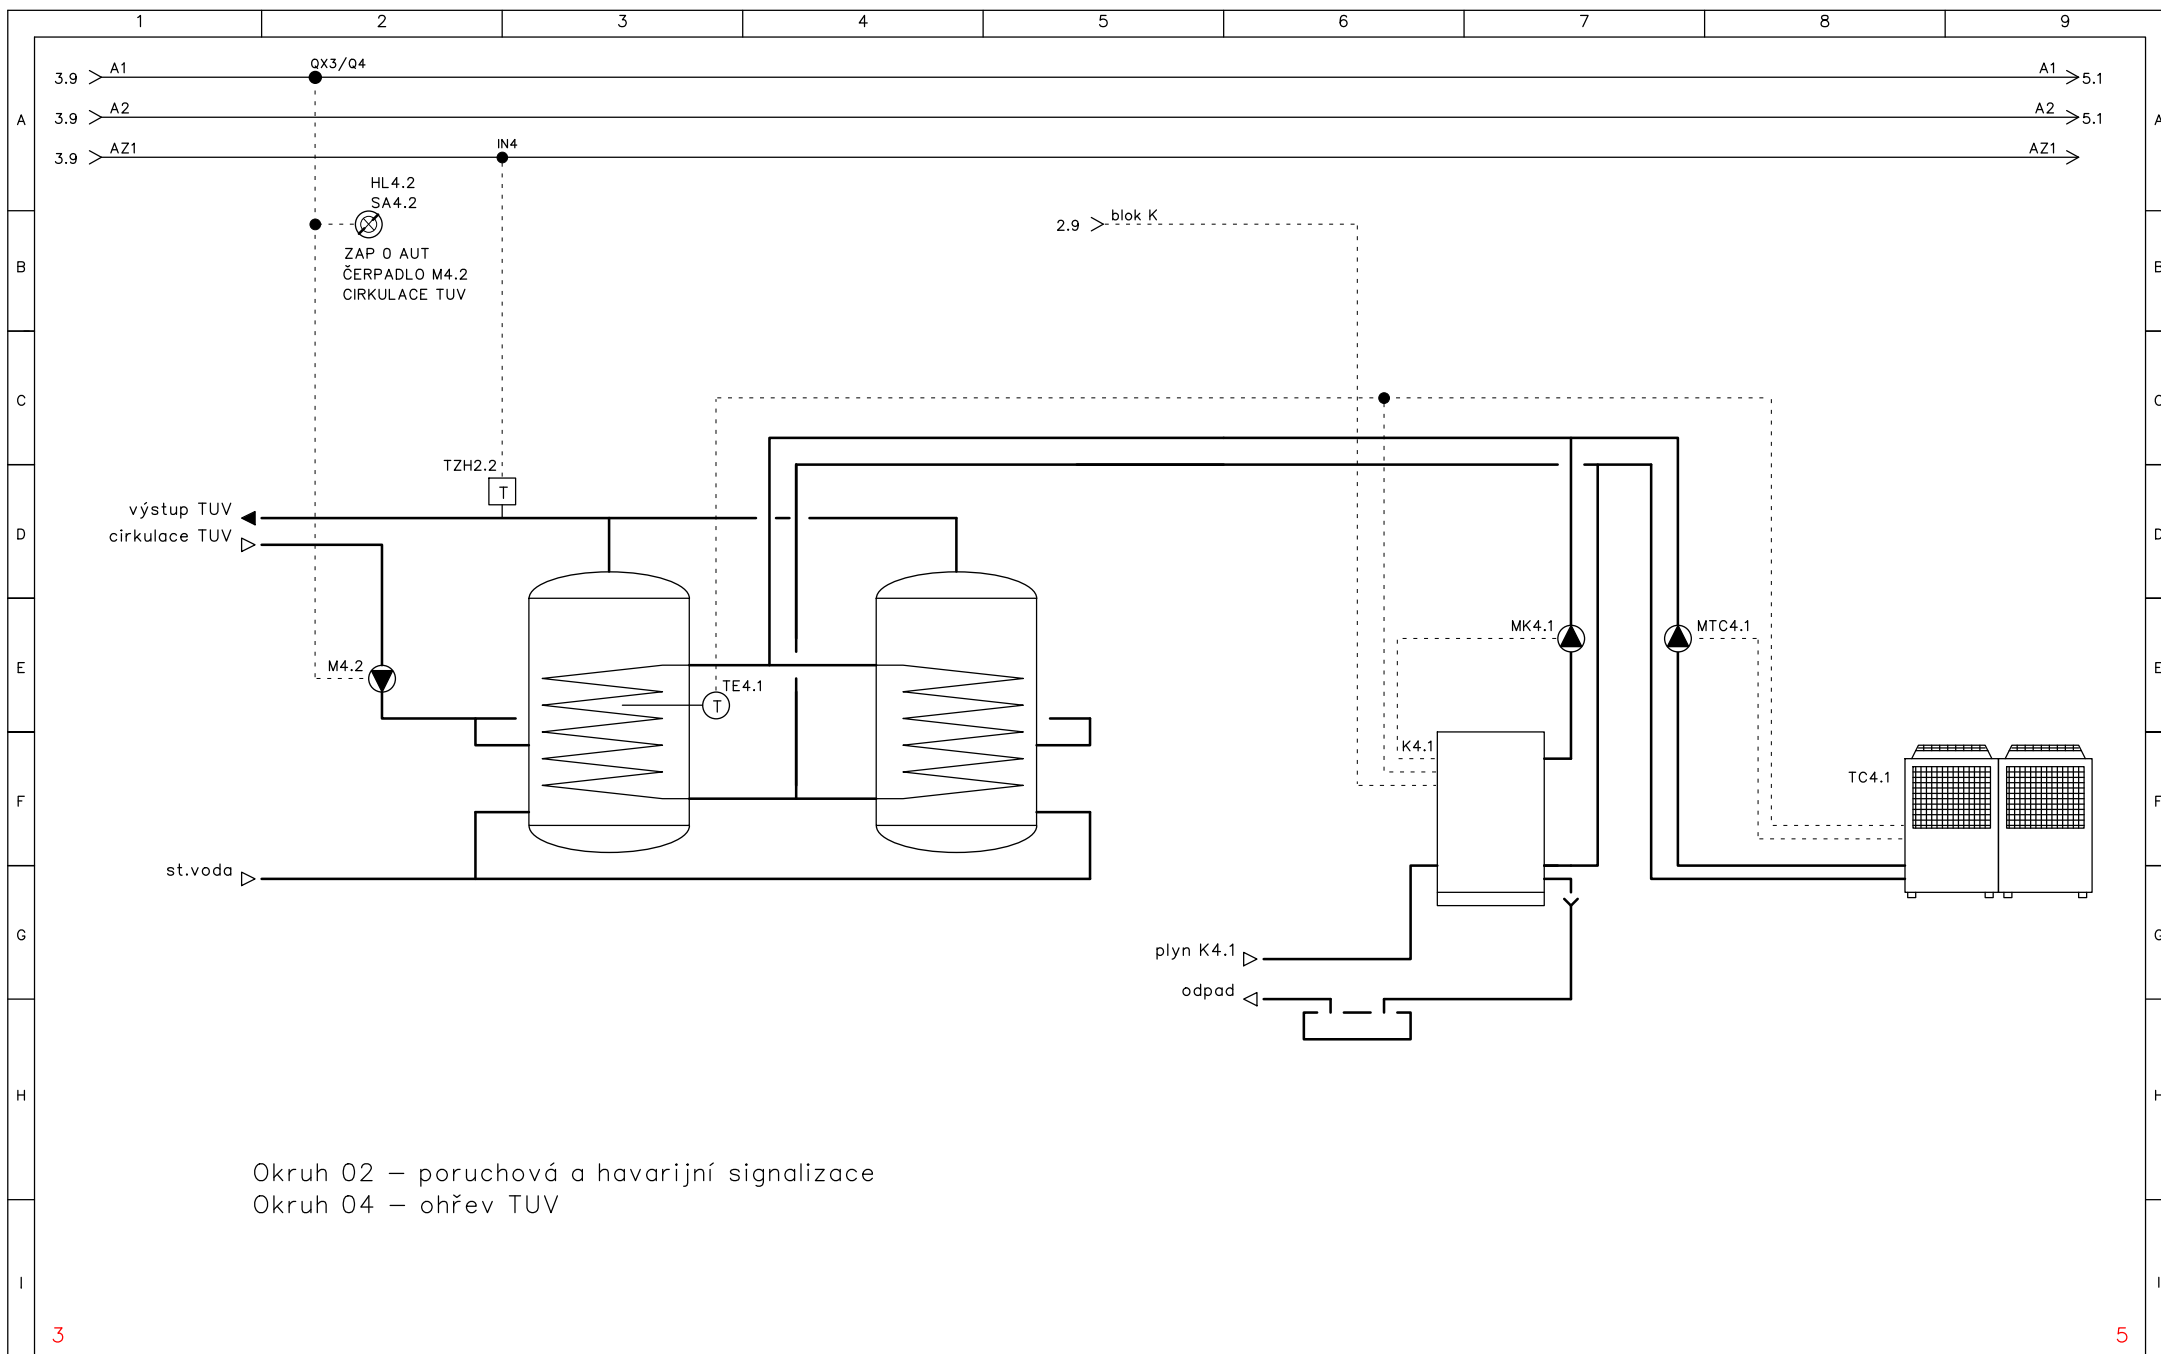 1 2 3 4 5 6 7 8 9
QX3/Q4
3.9 A1 A1 5.1
3.9 A2 A2 5.1
A A
IN4
3.9 AZ1 AZ1
HL4.2
SA4.2
2.9 blok K
ZAP 0 AUT
ČERPADLO M4.2
CIRKULACE TUV
B B
C C
TZH2.2
T
výstup TUV
cirkulace TUV
D D
MK4.1 MTC4.1
M4.2
E E
TE4.1
T
K4.1
TC4.1
F F
st.voda
G G
plyn K4.1
odpad
H H
Okruh 02 – poruchová a havarijní signalizace
Okruh 04 – ohřev TUV
I I
3 5